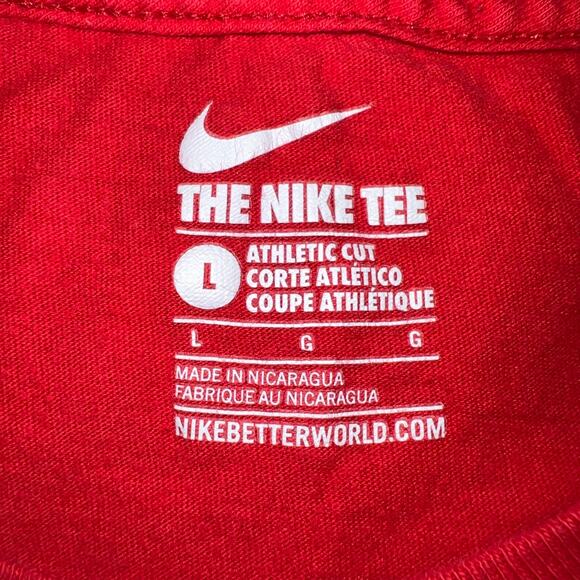 THE NIKE TEE
L
ATHLETIC CUT
CORTE ATLÉTICO
COUPE ATHLÉTIQUE
L G G
MADE IN NICARAGUA
FABRIQUE AU NICARAGUA
NIKEBETTERWORLD.COM